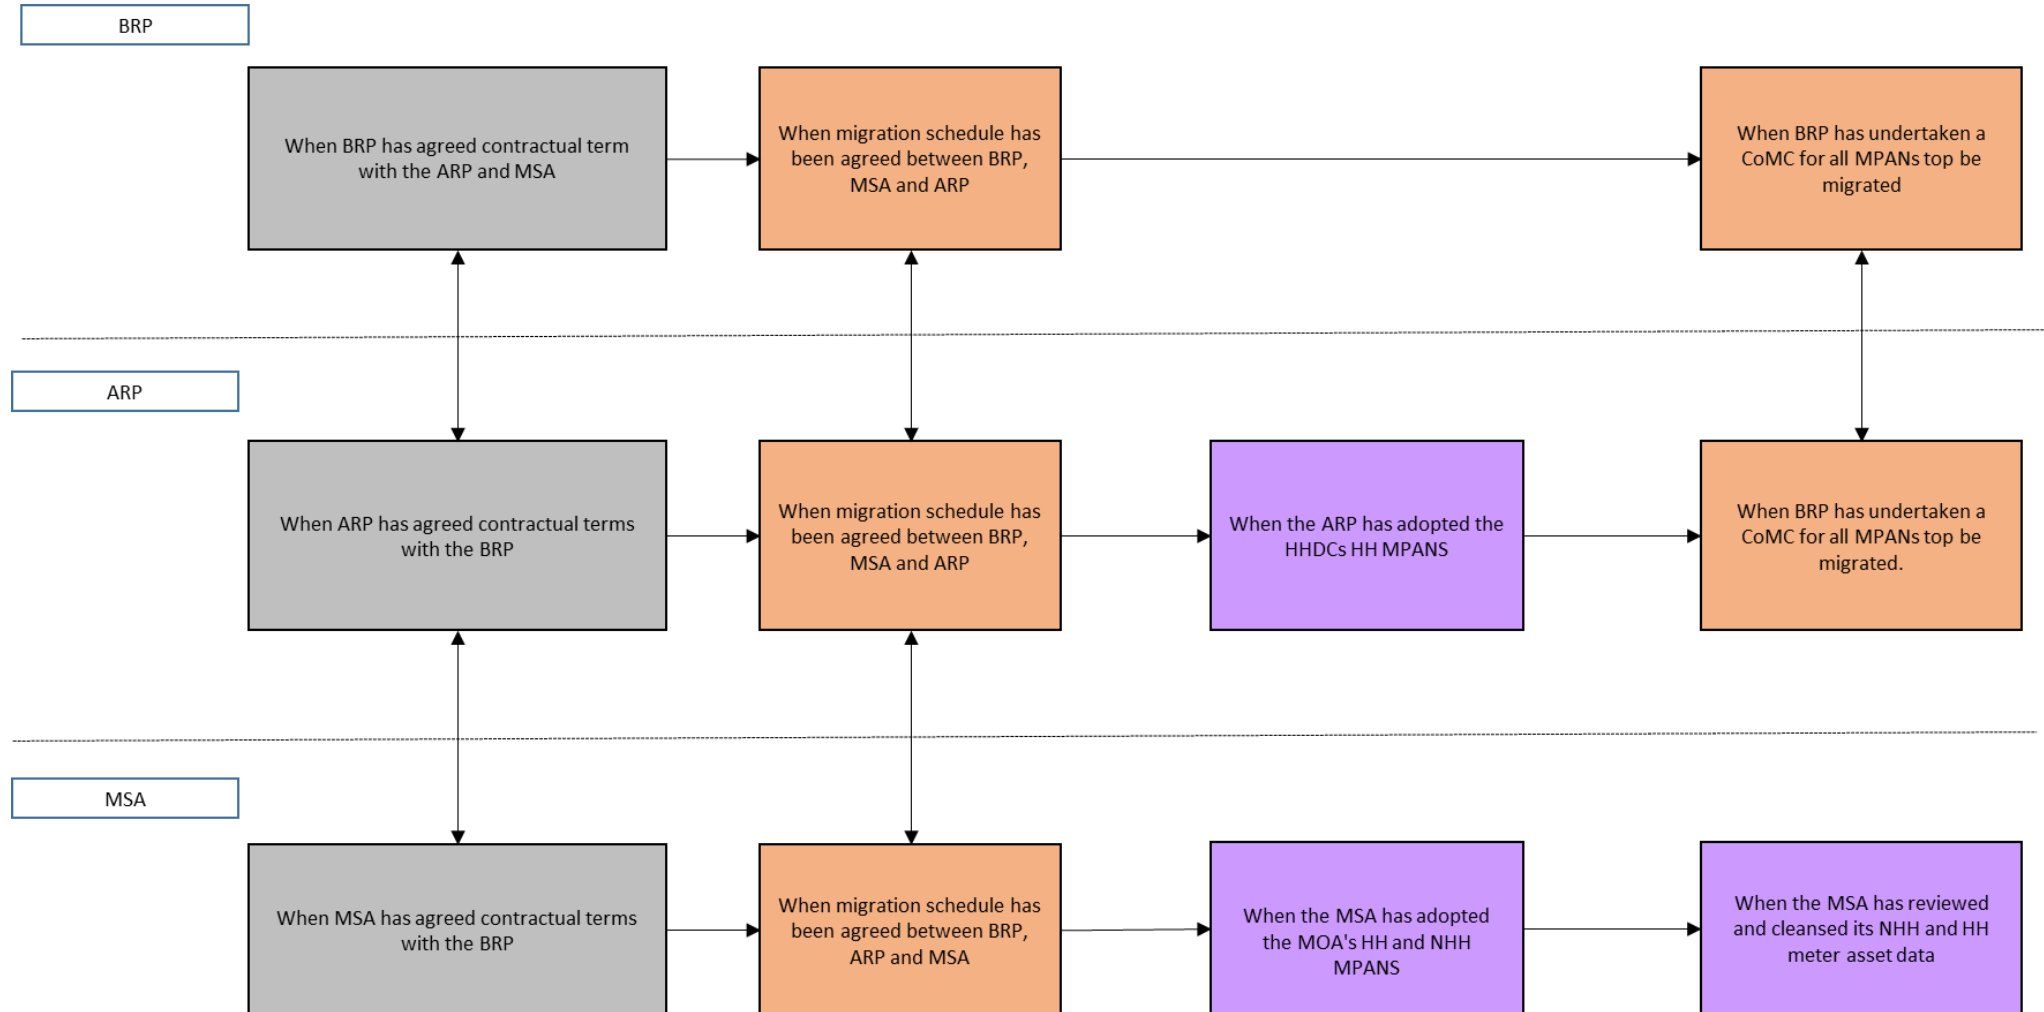 BRP
When BRP has agreed contractual term
with the ARP and MSA
When migration schedule has
been agreed between BRP,
MSA and ARP
When BRP has undertaken a
CoMC for all MPANs top be
migrated
ARP
When ARP has agreed contractual terms
with the BRP
When migration schedule has
been agreed between BRP,
MSA and ARP
When the ARP has adopted the
HHDCs HH MPANS
When BRP has undertaken a
CoMC for all MPANs top be
migrated.
MSA
When MSA has agreed contractual terms
with the BRP
When migration schedule has
been agreed between BRP,
ARP and MSA
When the MSA has adopted
the MOA's HH and NHH
MPANS
When the MSA has reviewed
and cleansed its NHH and HH
meter asset data